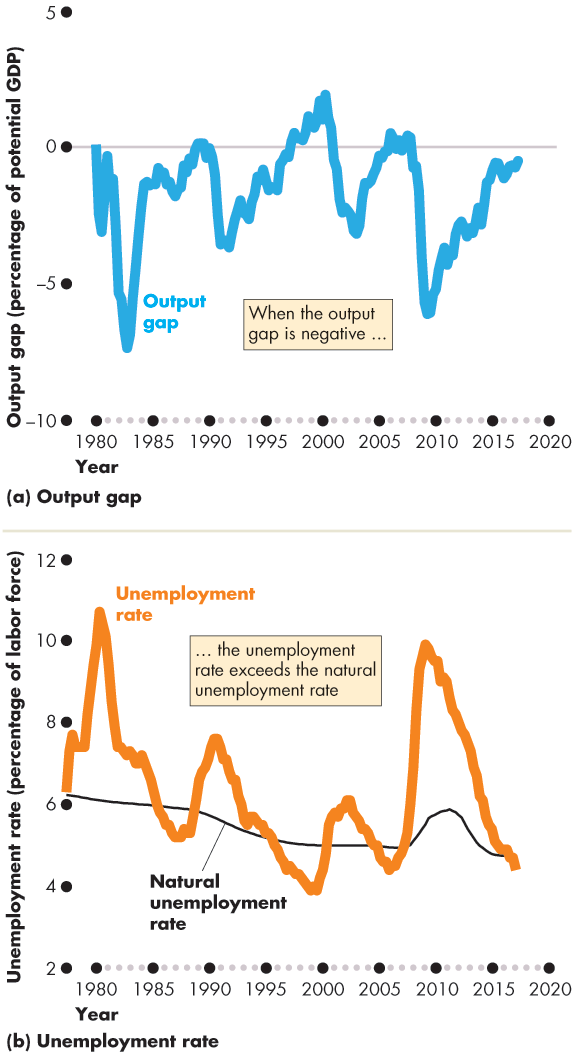 Output gap (percentage of potential GDP)
5
0
−5
−10
Output
gap
When the output
gap is negative ...
1980 1985 1990 1995 2000 2005 2010 2015 2020
Year
(a) Output gap
Unemployment rate (percentage of labor force)
12
10
8
6
4
2
Unemployment
rate
... the unemployment
rate exceeds the natural
unemployment rate
Natural
unemployment
rate
1980 1985 1990 1995 2000 2005 2010 2015 2020
Year
(b) Unemployment rate